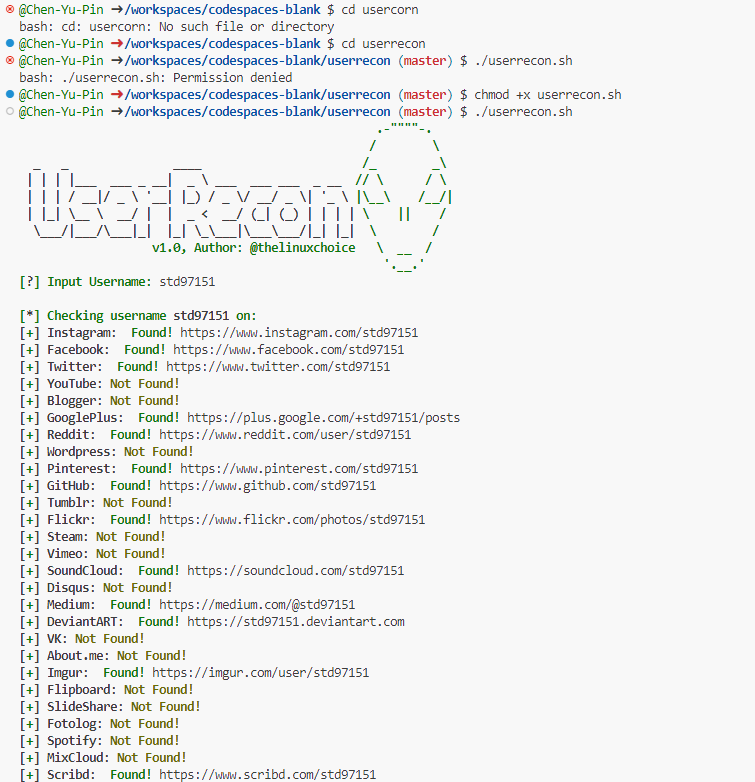 @Chen-Yu-Pin ➜/workspaces/codespaces-blank $ cd usercorn
bash: cd: usercorn: No such file or directory
@Chen-Yu-Pin ➜/workspaces/codespaces-blank $ cd userrecon
@Chen-Yu-Pin ➜/workspaces/codespaces-blank/userrecon (master) $ ./userrecon.sh
bash: ./userrecon.sh: Permission denied
@Chen-Yu-Pin ➜/workspaces/codespaces-blank/userrecon (master) $ chmod +x userrecon.sh
@Chen-Yu-Pin ➜/workspaces/codespaces-blank/userrecon (master) $ ./userrecon.sh
UserRecon
v1.0, Author: @thelinuxchoice
[?] Input Username: std97151
[*] Checking username std97151 on:
[+] Instagram: Found! https://www.instagram.com/std97151
[+] Facebook: Found! https://www.facebook.com/std97151
[+] Twitter: Found! https://www.twitter.com/std97151
[+] YouTube: Not Found!
[+] Blogger: Not Found!
[+] GooglePlus: Found! https://plus.google.com/+std97151/posts
[+] Reddit: Found! https://www.reddit.com/user/std97151
[+] Wordpress: Not Found!
[+] Pinterest: Found! https://www.pinterest.com/std97151
[+] GitHub: Found! https://www.github.com/std97151
[+] Tumblr: Not Found!
[+] Flickr: Found! https://www.flickr.com/photos/std97151
[+] Steam: Not Found!
[+] Vimeo: Not Found!
[+] SoundCloud: Found! https://soundcloud.com/std97151
[+] Disqus: Not Found!
[+] Medium: Found! https://medium.com/@std97151
[+] DeviantART: Found! https://std97151.deviantart.com
[+] VK: Not Found!
[+] About.me: Not Found!
[+] Imgur: Found! https://imgur.com/user/std97151
[+] Flipboard: Not Found!
[+] SlideShare: Not Found!
[+] Fotolog: Not Found!
[+] Spotify: Not Found!
[+] MixCloud: Not Found!
[+] Scribd: Found! https://www.scribd.com/std97151